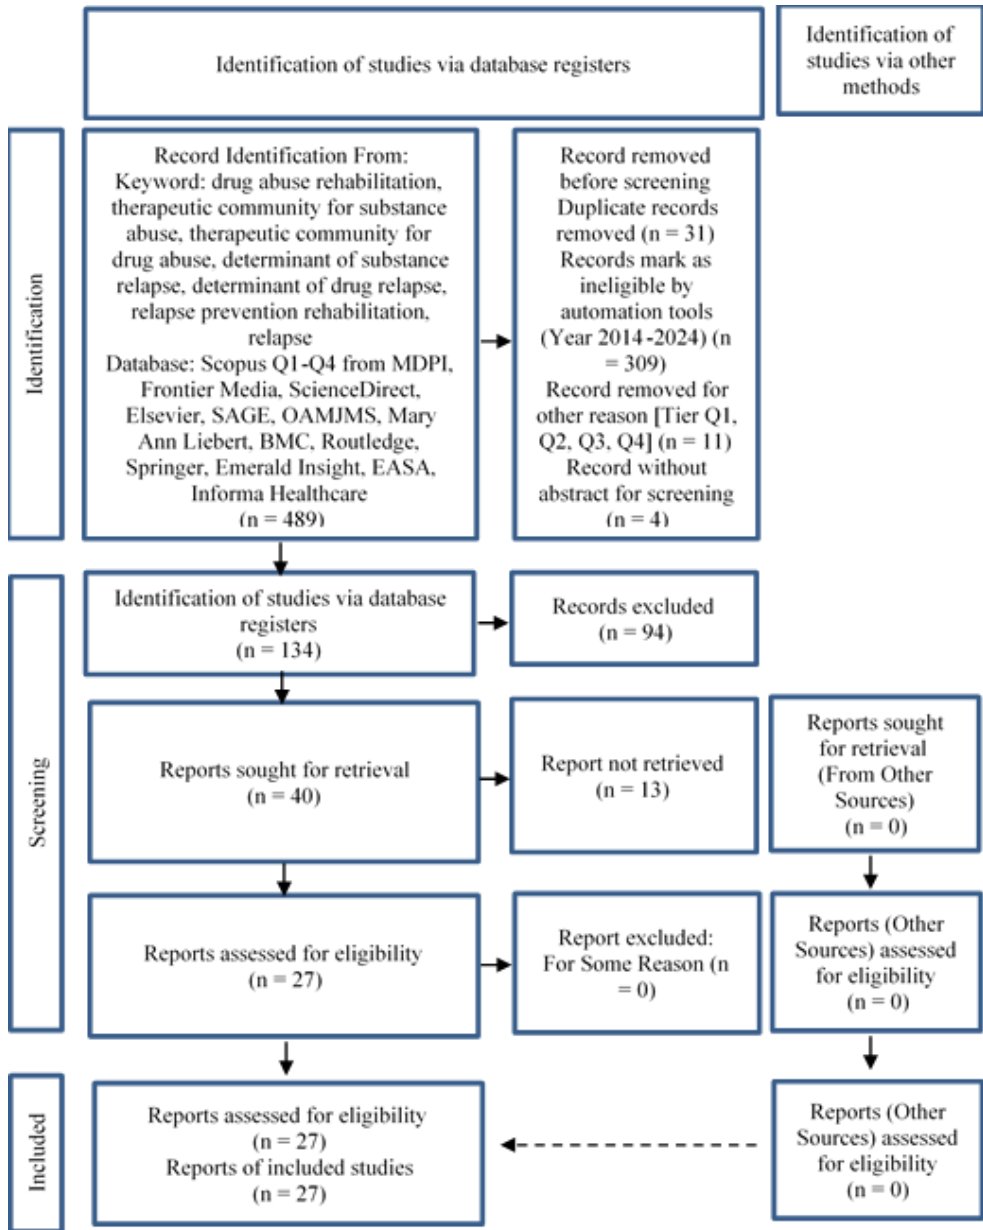 Identification of studies via database registers
Identification of
studies via other
methods
Identification
Record Identification From:
Keyword: drug abuse rehabilitation,
therapeutic community for substance
abuse, therapeutic community for
drug abuse, determinant of substance
relapse, determinant of drug relapse,
relapse prevention rehabilitation,
relapse
Database: Scopus Q1-Q4 from MDPI,
Frontier Media, ScienceDirect,
Elsevier, SAGE, OAMJMS, Mary
Ann Liebert, BMC, Routledge,
Springer, Emerald Insight, EASA,
Informa Healthcare
(n = 489)
Record removed
before screening
Duplicate records
removed (n = 31)
Records mark as
ineligible by
automation tools
(Year 2014-2024) (n
= 309)
Record removed for
other reason [Tier Q1,
Q2, Q3, Q4] (n = 11)
Record without
abstract for screening
(n = 4)
Screening
Identification of studies via database
registers
(n = 134)
Records excluded
(n = 94)
Reports sought for retrieval
(n = 40)
Report not retrieved
(n = 13)
Reports sought
for retrieval
(From Other
Sources)
(n = 0)
Reports assessed for eligibility
(n = 27)
Report excluded:
For Some Reason (n
= 0)
Reports (Other
Sources) assessed
for eligibility
(n = 0)
Included
Reports assessed for eligibility
(n = 27)
Reports of included studies
(n = 27)
Reports (Other
Sources) assessed
for eligibility
(n = 0)